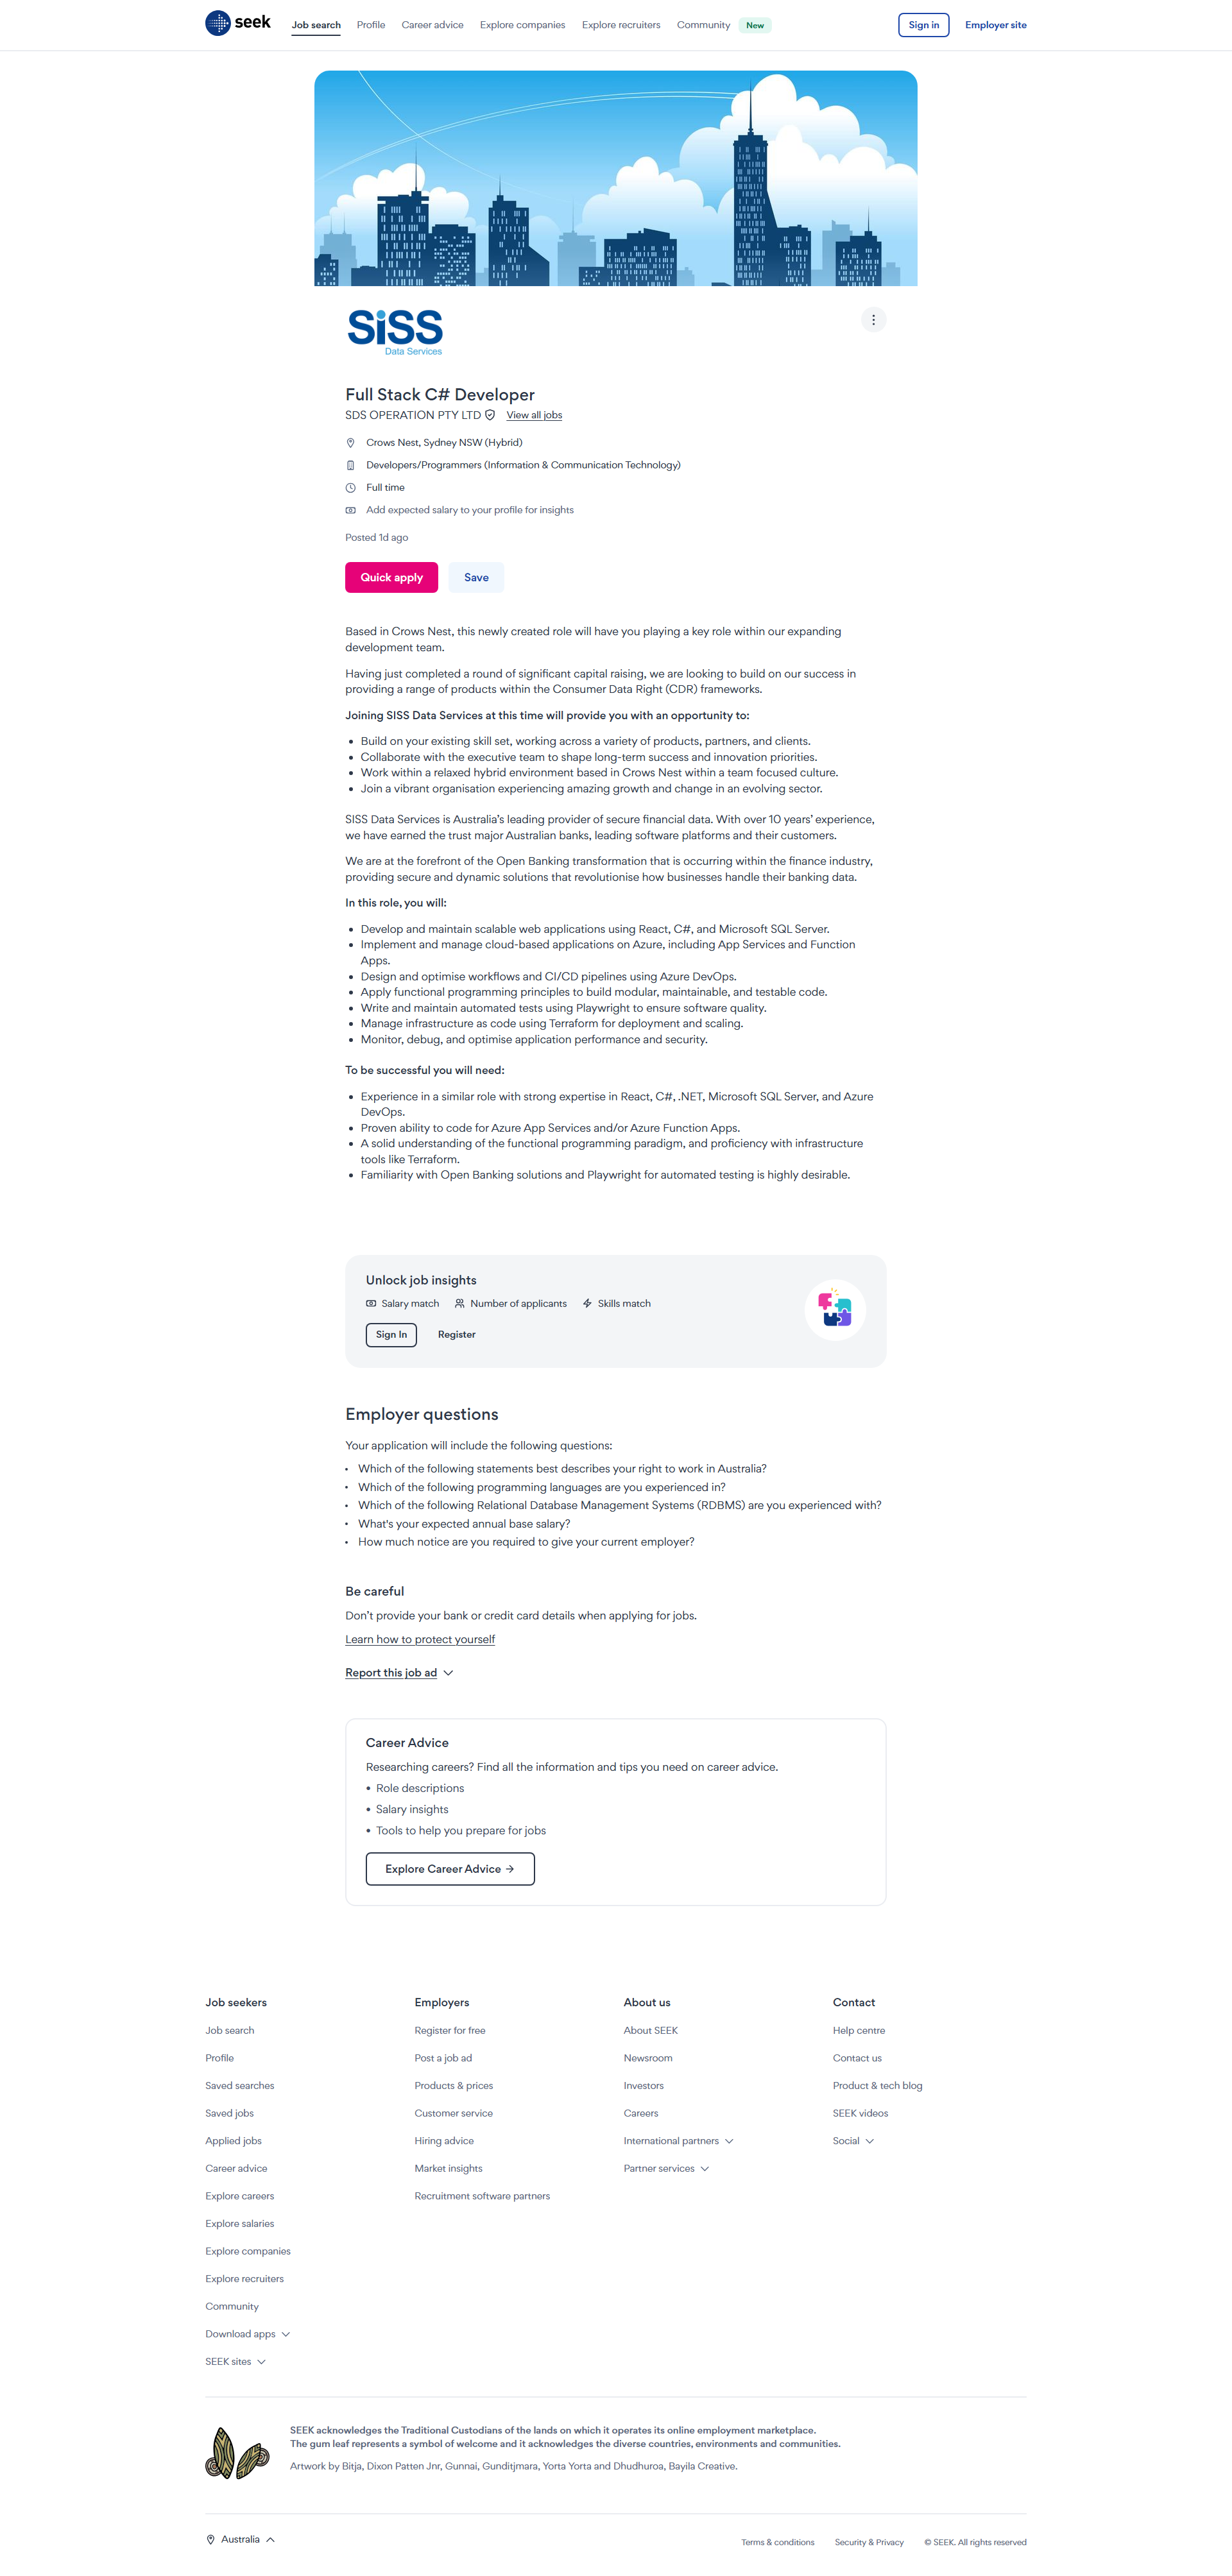 seek
Job search
Profile
Career advice
Explore companies
Explore recruiters
Community
New
Sign in
Employer site
SiSS
Data Services
Full Stack C# Developer
SDS OPERATION PTY LTD
View all jobs
Crows Nest, Sydney NSW (Hybrid)
Developers/Programmers (Information & Communication Technology)
Full time
Add expected salary to your profile for insights
Posted 1d ago
Quick apply
Save
Based in Crows Nest, this newly created role will have you playing a key role within our expanding
development team.
Having just completed a round of significant capital raising, we are looking to build on our success in
providing a range of products within the Consumer Data Right (CDR) frameworks.
Joining SISS Data Services at this time will provide you with an opportunity to:
• Build on your existing skill set, working across a variety of products, partners, and clients.
• Collaborate with the executive team to shape long-term success and innovation priorities.
• Work within a relaxed hybrid environment based in Crows Nest within a team focused culture.
• Join a vibrant organisation experiencing amazing growth and change in an evolving sector.
SISS Data Services is Australia's leading provider of secure financial data. With over 10 years' experience,
we have earned the trust major Australian banks, leading software platforms and their customers.
We are at the forefront of the Open Banking transformation that is occurring within the finance industry,
providing secure and dynamic solutions that revolutionise how businesses handle their banking data.
In this role, you will:
• Develop and maintain scalable web applications using React, C#, and Microsoft SQL Server.
• Implement and manage cloud-based applications on Azure, including App Services and Function
Apps.
• Design and optimise workflows and CI/CD pipelines using Azure DevOps.
• Apply functional programming principles to build modular, maintainable, and testable code.
• Write and maintain automated tests using Playwright to ensure software quality.
• Manage infrastructure as code using Terraform for deployment and scaling.
• Monitor, debug, and optimise application performance and security.
To be successful you will need:
• Experience in a similar role with strong expertise in React, C#, .NET, Microsoft SQL Server, and Azure
DevOps.
• Proven ability to code for Azure App Services and/or Azure Function Apps.
• A solid understanding of the functional programming paradigm, and proficiency with infrastructure
tools like Terraform.
• Familiarity with Open Banking solutions and Playwright for automated testing is highly desirable.
Unlock job insights
Salary match
Number of applicants
Skills match
Sign In
Register
Employer questions
Your application will include the following questions:
• Which of the following statements best describes your right to work in Australia?
• Which of the following programming languages are you experienced in?
• Which of the following Relational Database Management Systems (RDBMS) are you experienced with?
• What's your expected annual base salary?
• How much notice are you required to give your current employer?
Be careful
Don't provide your bank or credit card details when applying for jobs.
Learn how to protect yourself
Report this job ad
Career Advice
Researching careers? Find all the information and tips you need on career advice.
• Role descriptions
• Salary insights
• Tools to help you prepare for jobs
Explore Career Advice
Job seekers
Job search
Profile
Saved searches
Saved jobs
Applied jobs
Career advice
Explore careers
Explore salaries
Explore companies
Explore recruiters
Community
Download apps
SEEK sites
Employers
Register for free
Post a job ad
Products & prices
Customer service
Hiring advice
Market insights
Recruitment software partners
About us
About SEEK
Newsroom
Investors
Careers
International partners
Partner services
Contact
Help centre
Contact us
Product & tech blog
SEEK videos
Social
SEEK acknowledges the Traditional Custodians of the lands on which it operates its online employment marketplace.
The gum leaf represents a symbol of welcome and it acknowledges the diverse countries, environments and communities.
Artwork by Bitja, Dixon Patten Jnr, Gunnai, Gunditjmara, Yorta Yorta and Dhudhuroa, Bayila Creative.
Australia
Terms & conditions
Security & Privacy
© SEEK. All rights reserved